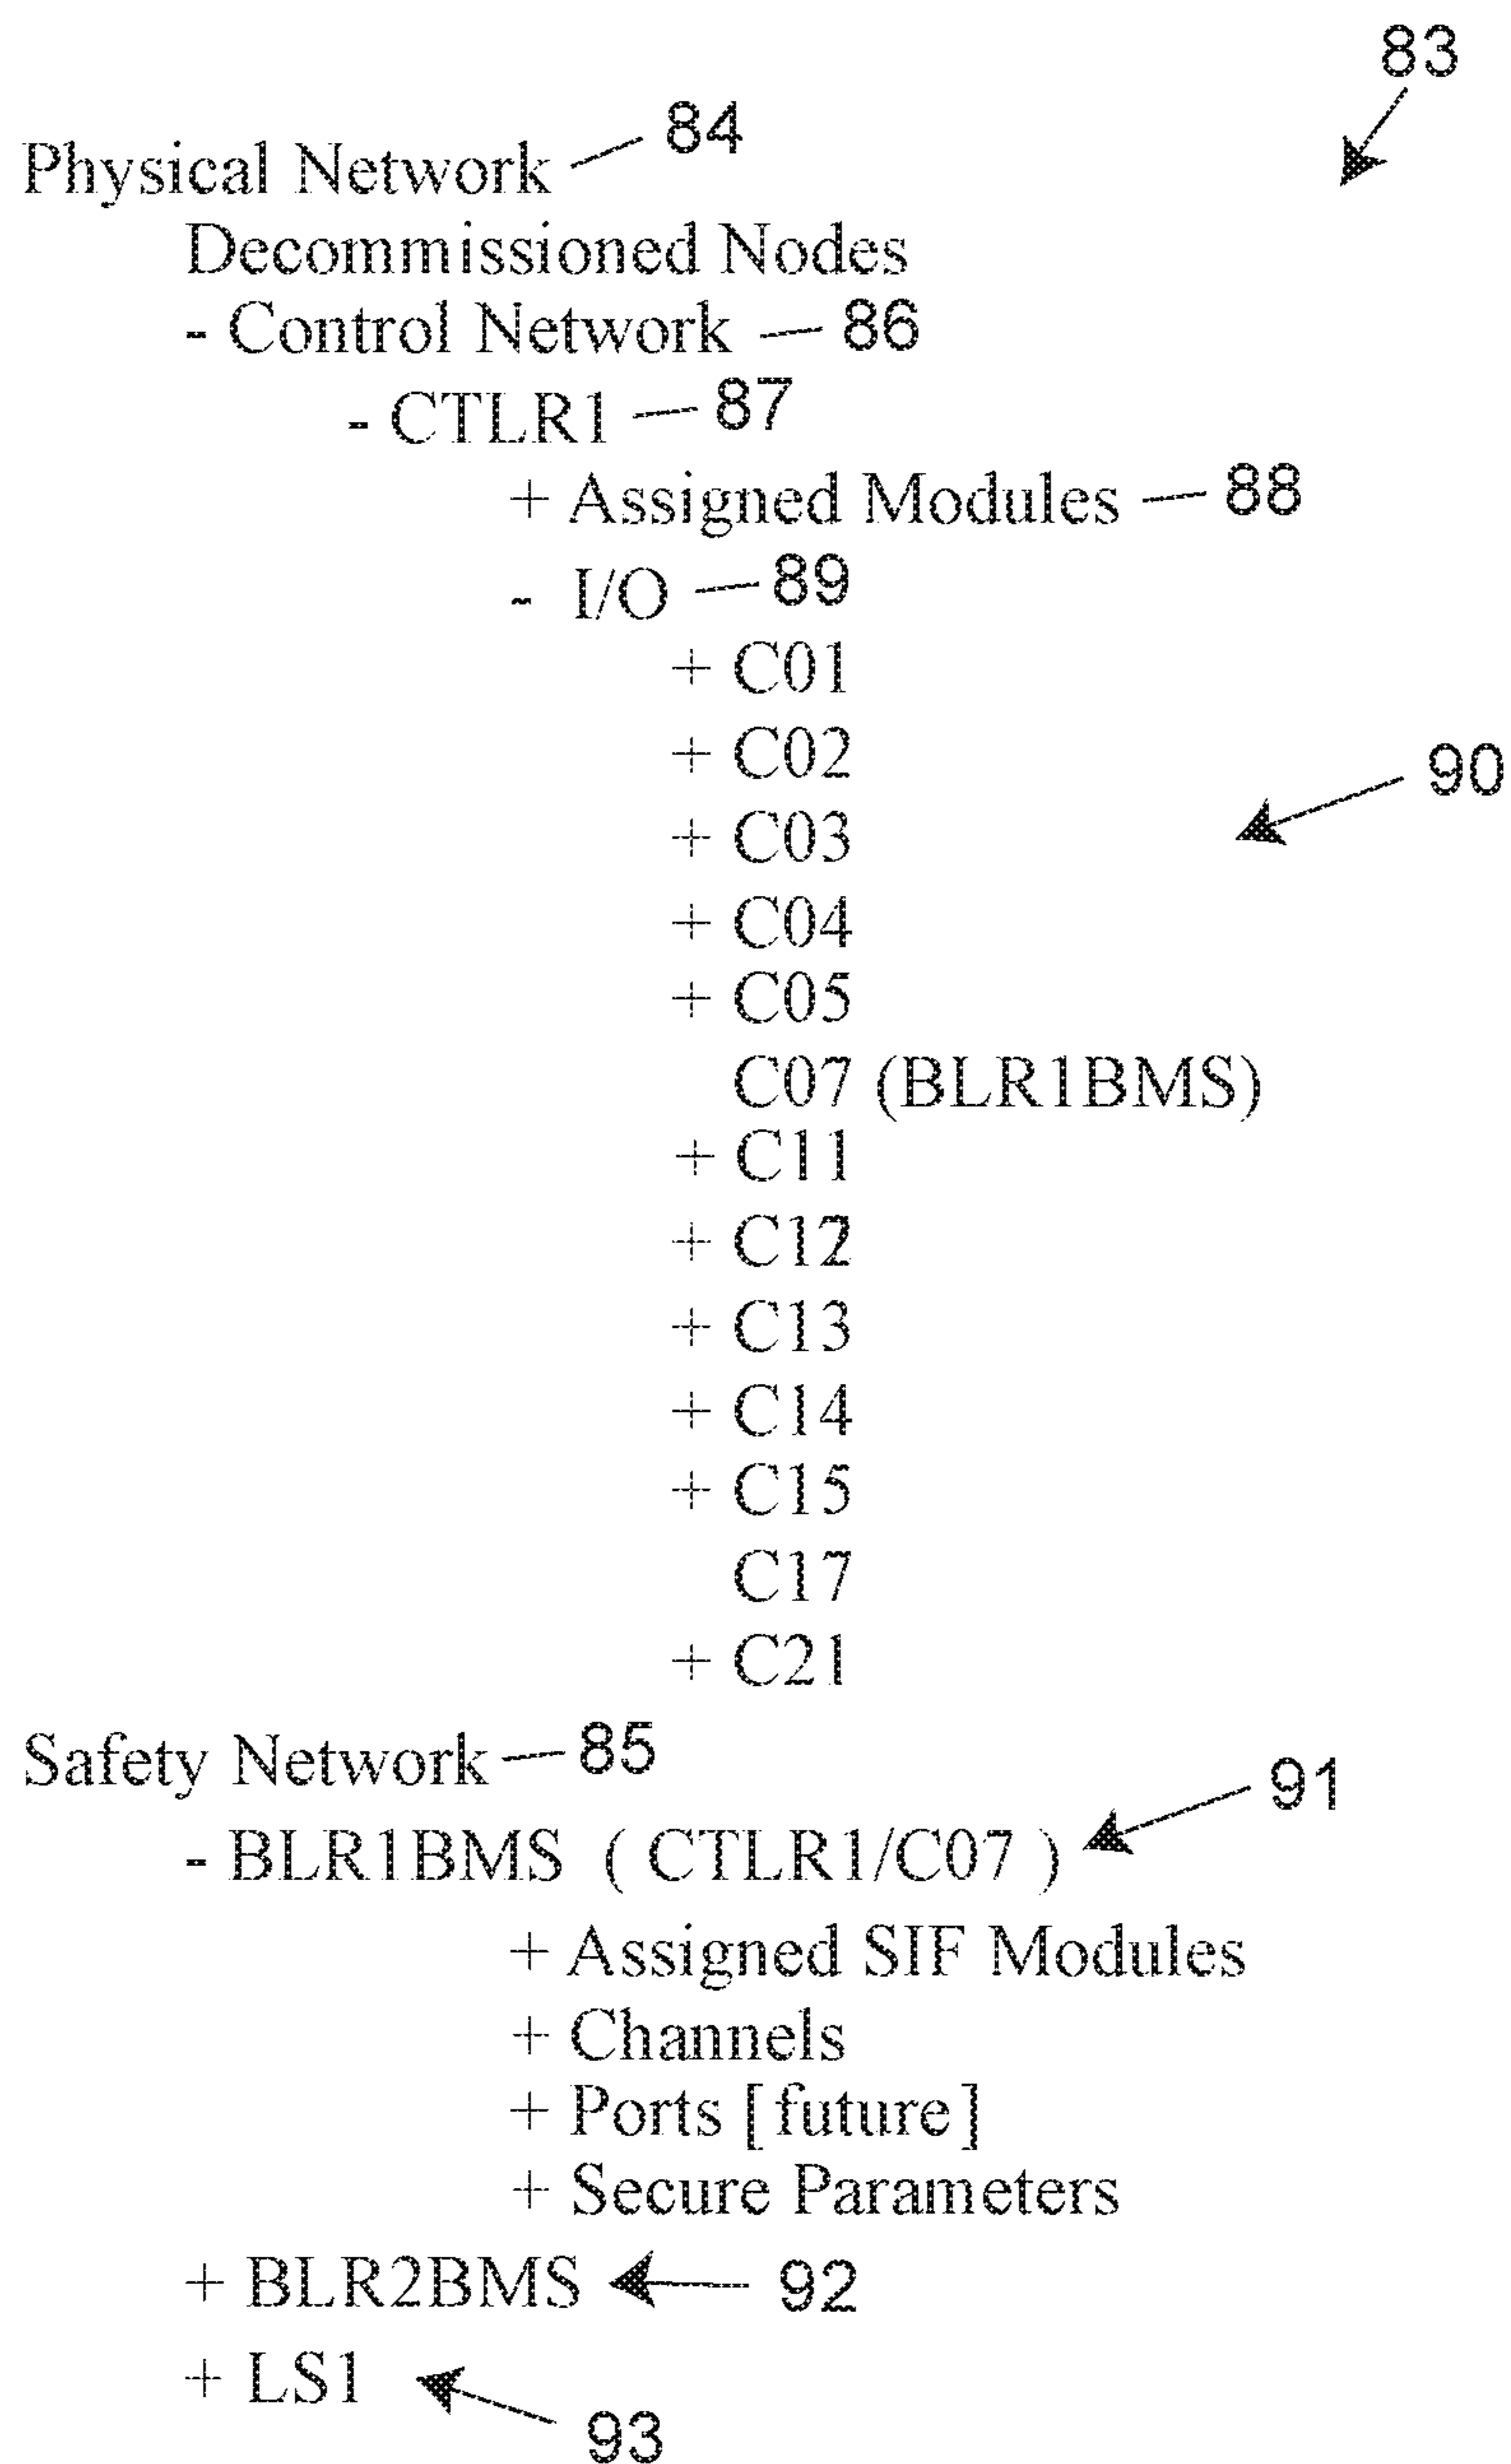 83
Physical Network 84
Decommissioned Nodes
- Control Network 86
- CTLR1 87
+ Assigned Modules 88
- I/O 89
+ C01
+ C02
90
+ C03
+ C04
+ C05
C07 (BLR1BMS)
+ C11
+ C12
+ C13
+ C14
+ C15
C17
+ C21
Safety Network 85
91
- BLR1BMS ( CTLR1/C07 )
+ Assigned SIF Modules
+ Channels
+ Ports [future]
+ Secure Parameters
+ BLR2BMS 92
+ LS1
93